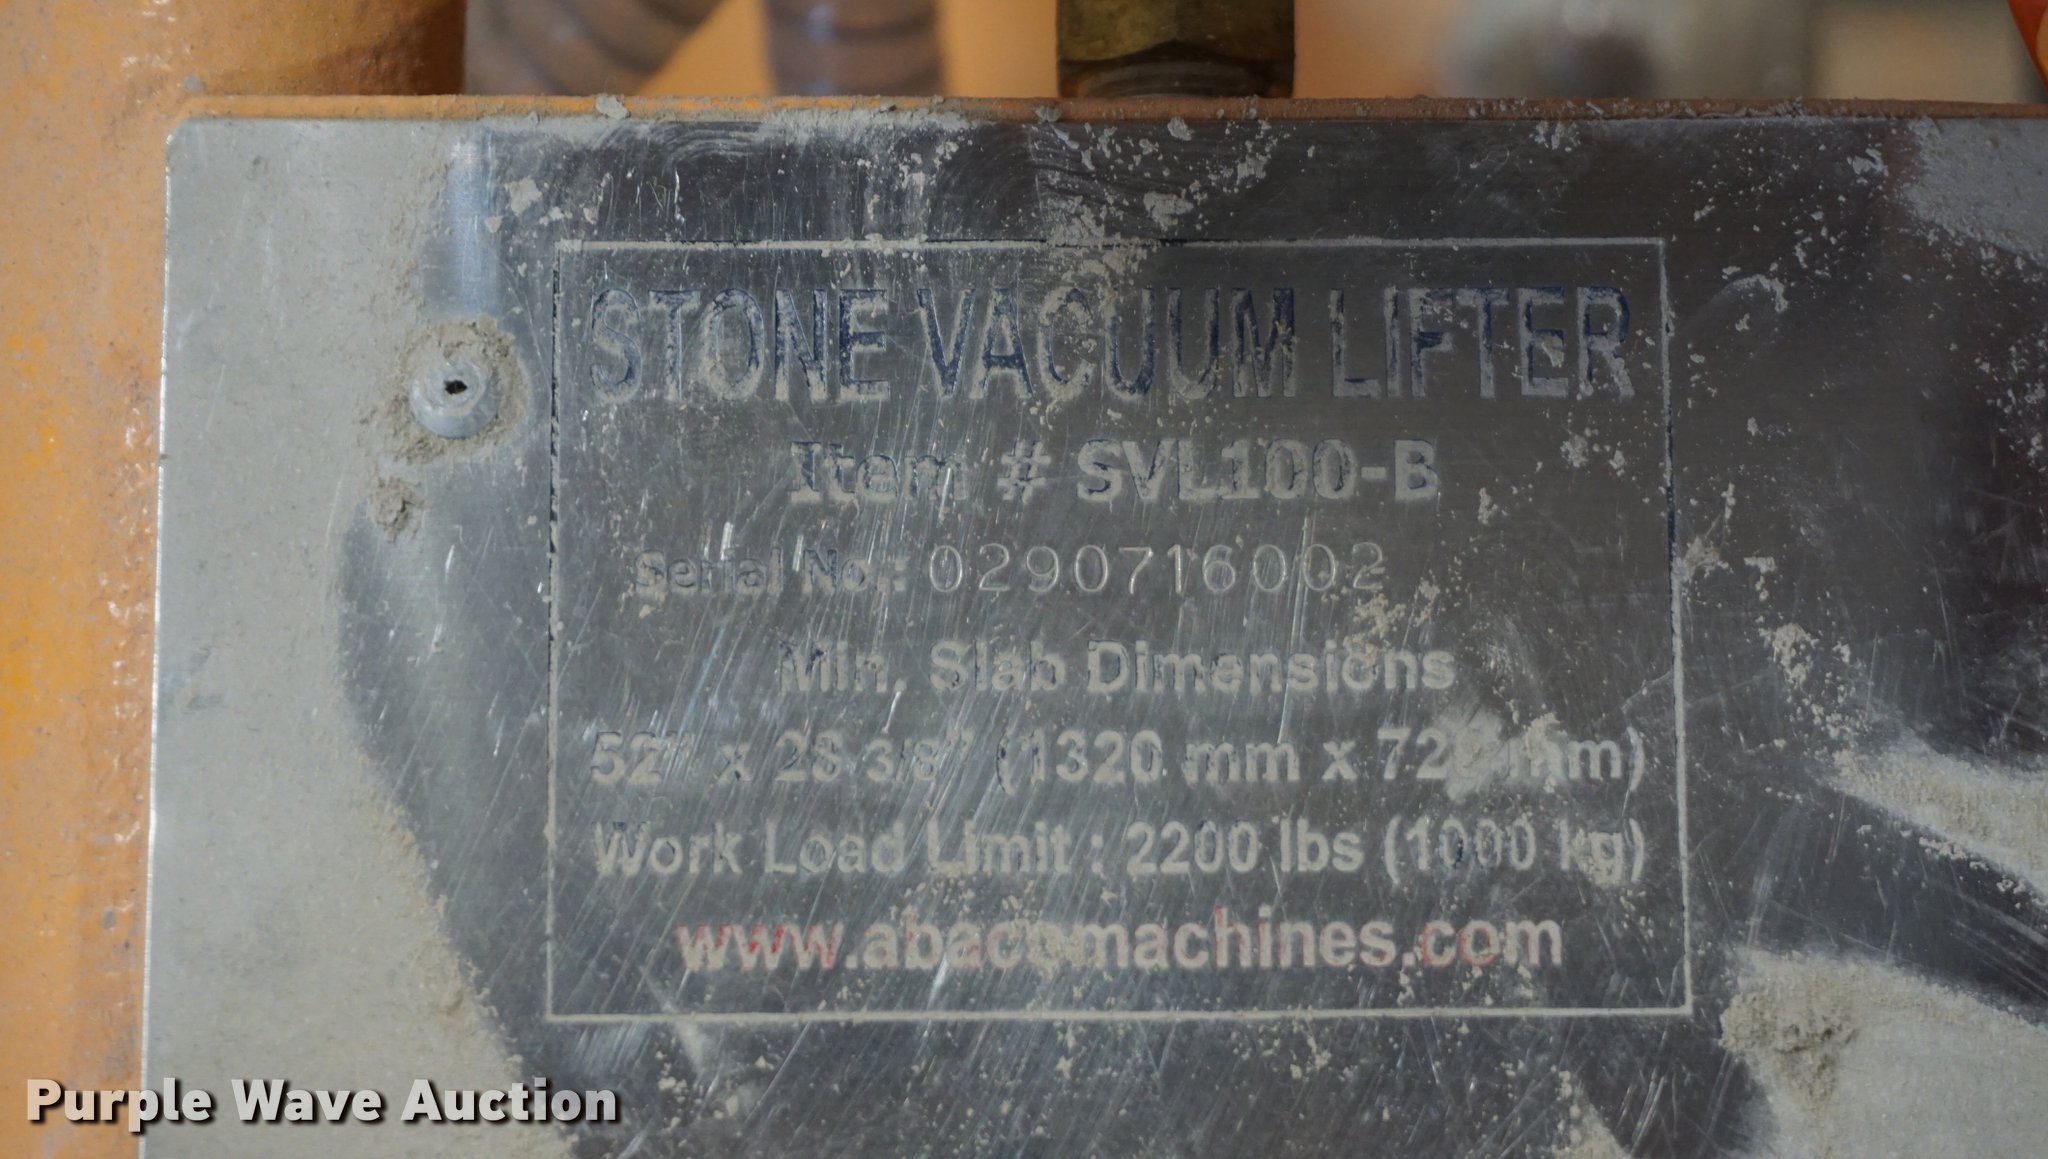 STONE VACUUM LIFTER
Item # SVL100-B
Serial No.: 0290716002
Min. Slab Dimensions
52" x 28 3/8" (1320 mm x mm)
Work Load Limit : 2200 lbs (1000 kg)
www.abacomachines.com
Purple Wave Auction